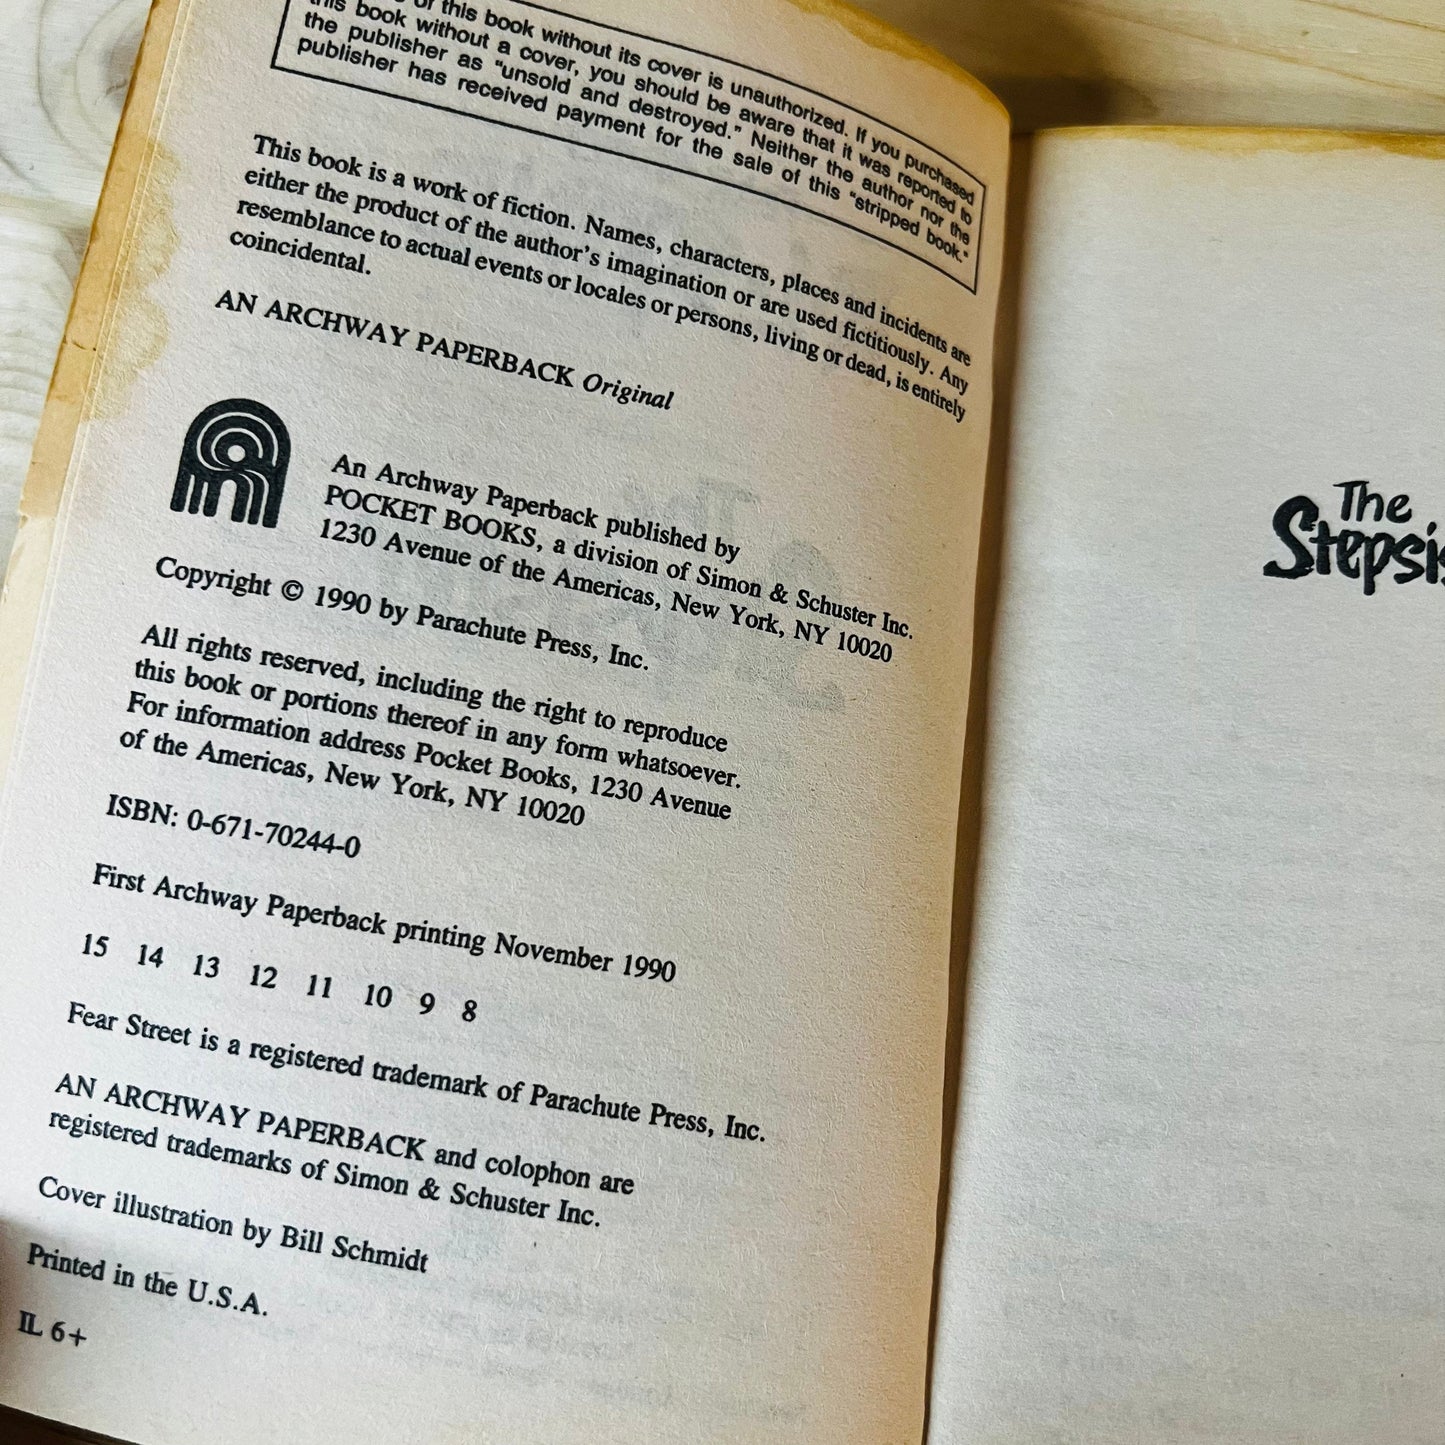 of this book without its cover is unauthorized. If you purchased
this book without a cover, you should be aware that it was reported to
the publisher as "unsold and destroyed." Neither the author nor the
publisher has received payment for the sale of this "stripped book."
This book is a work of fiction. Names, characters, places and incidents are
either the product of the author's imagination or are used fictitiously. Any
resemblance to actual events or locales or persons, living or dead, is entirely
coincidental.
AN ARCHWAY PAPERBACK Original
An Archway Paperback published by
POCKET BOOKS, a division of Simon & Schuster Inc.
1230 Avenue of the Americas, New York, NY 10020
Copyright © 1990 by Parachute Press, Inc.
All rights reserved, including the right to reproduce
this book or portions thereof in any form whatsoever.
For information address Pocket Books, 1230 Avenue
of the Americas, New York, NY 10020
ISBN: 0-671-70244-0
First Archway Paperback printing November 1990
15 14 13 12 11 10 9 8
Fear Street is a registered trademark of Parachute Press, Inc.
AN ARCHWAY PAPERBACK and colophon are
registered trademarks of Simon & Schuster Inc.
Cover illustration by Bill Schmidt
Printed in the U.S.A.
IL 6+
The
Stepsis